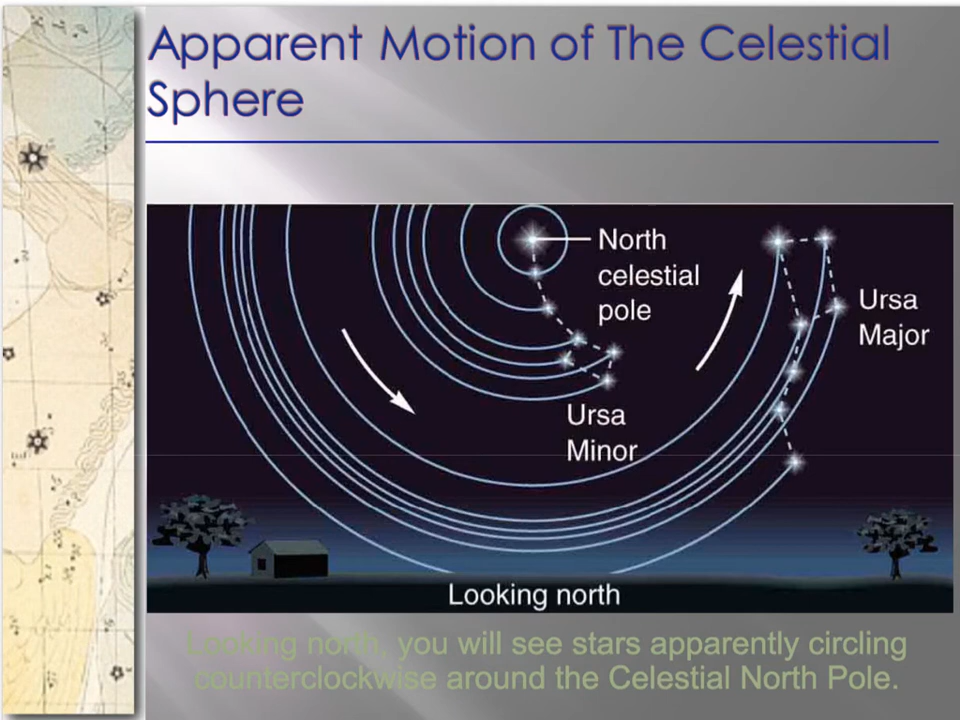 Apparent Motion of The Celestial
Sphere
North
celestial
pole
Ursa
Major
Ursa
Minor
Looking north
Looking north, you will see stars apparently circling
counterclockwise around the Celestial North Pole.